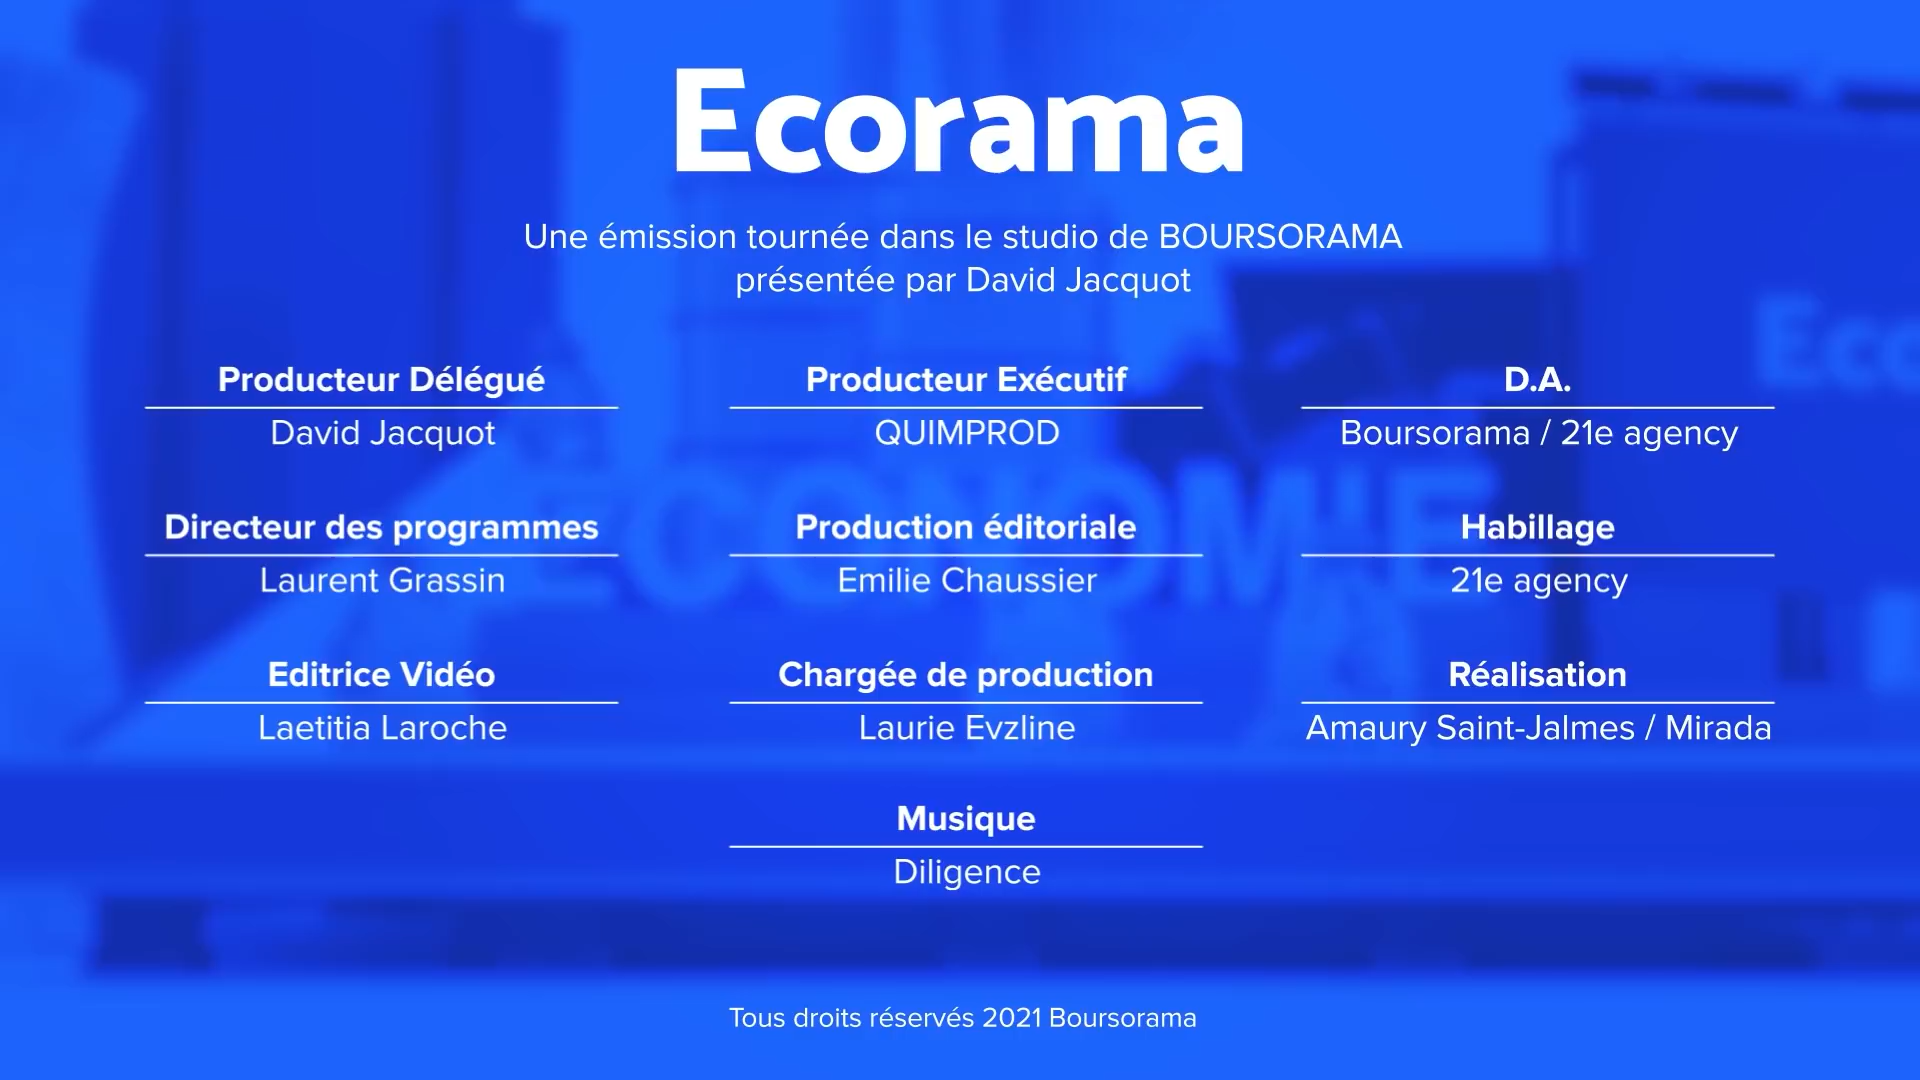 Ecorama
Une émission tournée dans le studio de BOURSORAMA
présentée par David Jacquot
Producteur Délégué
David Jacquot
Producteur Exécutif
QUIMPROD
D.A.
Boursorama / 21e agency
Directeur des programmes
Laurent Grassin
Production éditoriale
Emilie Chaussier
Habillage
21e agency
Editrice Vidéo
Laetitia Laroche
Chargée de production
Laurie Evzline
Réalisation
Amaury Saint-Jalmes / Mirada
Musique
Diligence
Tous droits réservés 2021 Boursorama
ECONOMIE
Eco